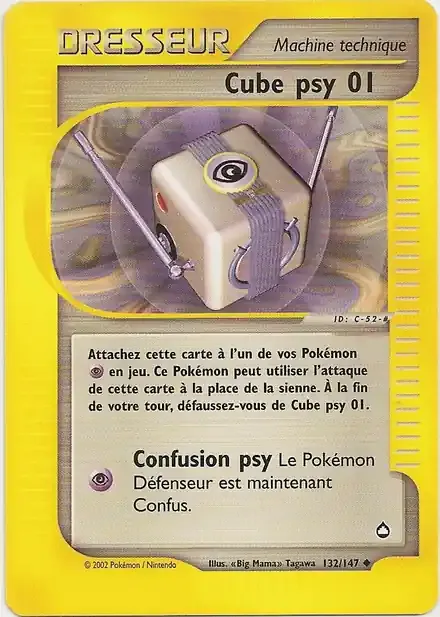 DRESSEUR
Machine technique
Cube psy 01
ID: C-52-#
Attachez cette carte à l'un de vos Pokémon
en jeu. Ce Pokémon peut utiliser l'attaque
de cette carte à la place de la sienne. À la fin
de votre tour, défaussez-vous de Cube psy 01.
Confusion psy Le Pokémon
Défenseur est maintenant
Confus.
© 2002 Pokémon / Nintendo Illus. «Big Mama» Tagawa 132/147